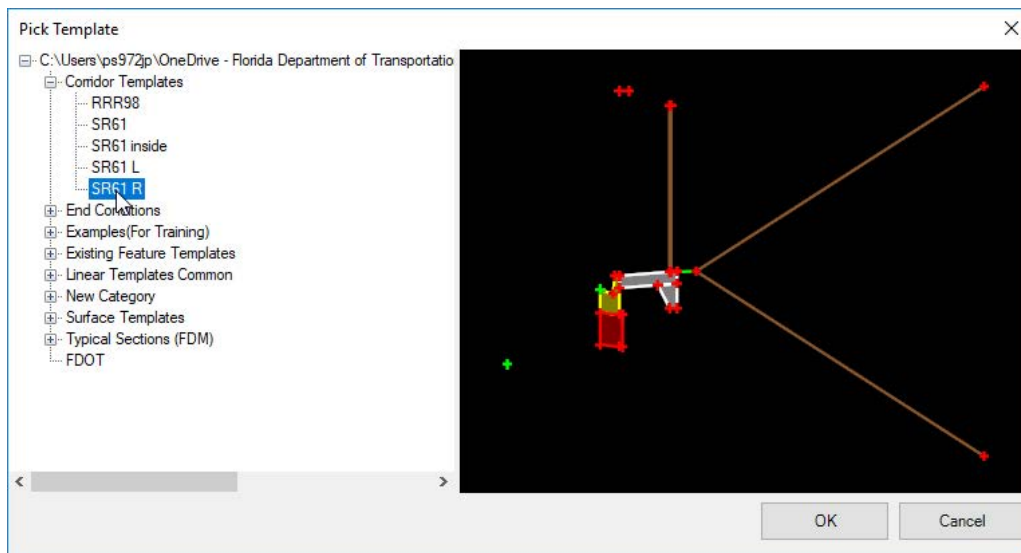 Pick Template
C:\Users\ps972jp\OneDrive - Florida Department of Transportatio
Corridor Templates
RRR98
SR61
SR61 inside
SR61 L
SR61 R
End Conditions
Examples(For Training)
Existing Feature Templates
Linear Templates Common
New Category
Surface Templates
Typical Sections (FDM)
FDOT
OK
Cancel